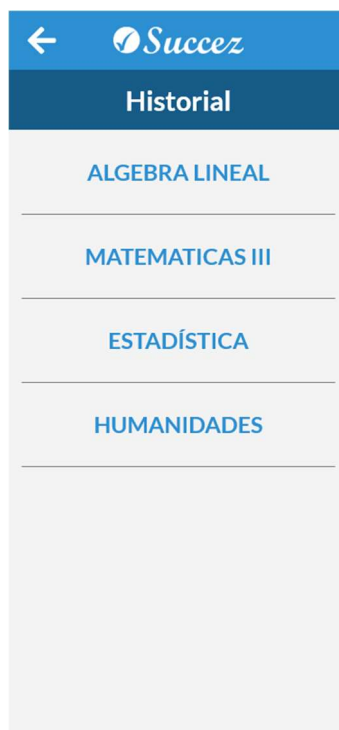 Succez
Historial
ALGEBRA LINEAL
MATEMATICAS III
ESTADÍSTICA
HUMANIDADES